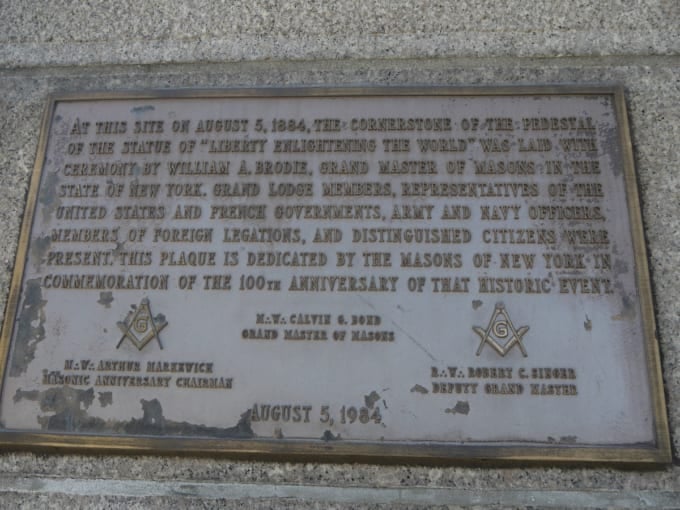 AT THIS SITE ON AUGUST 5, 1884, THE CORNERSTONE OF THE PEDESTAL
OF THE STATUE OF "LIBERTY ENLIGHTENING THE WORLD" WAS LAID WITH
CEREMONY BY WILLIAM A. BRODIE, GRAND MASTER OF MASONS IN THE
STATE OF NEW YORK. GRAND LODGE MEMBERS, REPRESENTATIVES OF THE
UNITED STATES AND FRENCH GOVERNMENTS, ARMY AND NAVY OFFICERS,
MEMBERS OF FOREIGN LEGATIONS, AND DISTINGUISHED CITIZENS WERE
PRESENT. THIS PLAQUE IS DEDICATED BY THE MASONS OF NEW YORK IN
COMMEMORATION OF THE 100TH ANNIVERSARY OF THAT HISTORIC EVENT.
G
M∴W∴ CALVIN G. BOND
GRAND MASTER OF MASONS
G
M∴W∴ ARTHUR MARKEWICH
MASONIC ANNIVERSARY CHAIRMAN
R∴W∴ ROBERT C. SINGER
DEPUTY GRAND MASTER
AUGUST 5, 1984